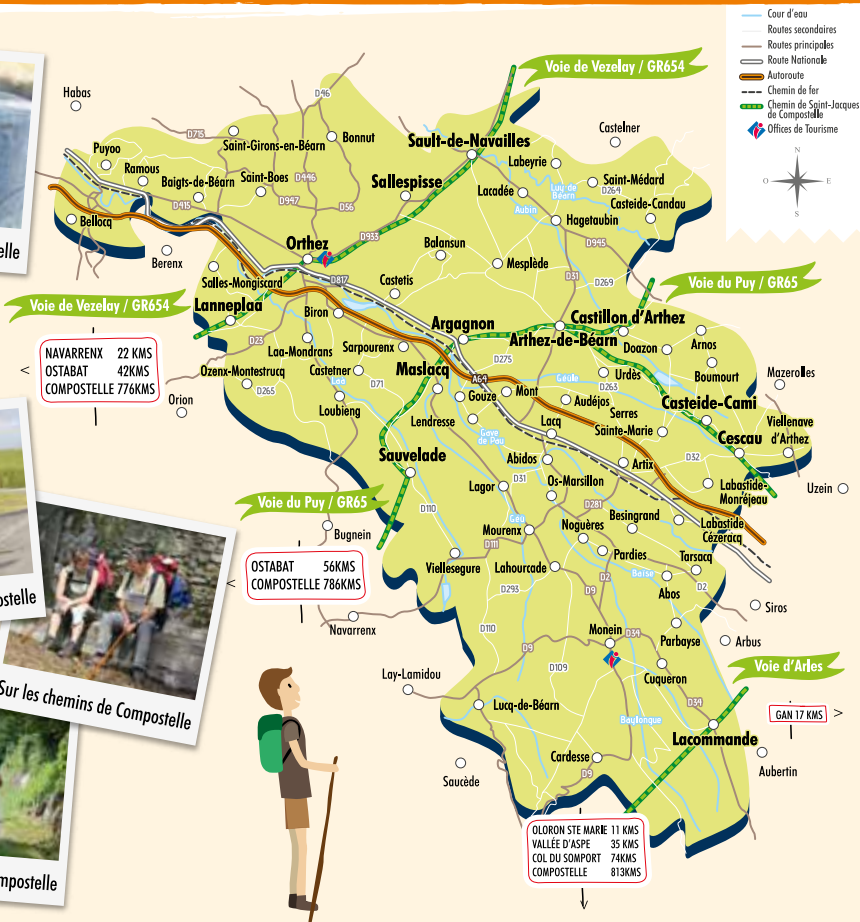 Cour d'eau
Routes secondaires
Routes principales
Route Nationale
Autoroute
Chemin de fer
Chemin de Saint-Jacques
de Compostelle
Offices de Tourisme
N
O
E
S
Voie de Vezelay / GR654
Habas
D46
Castelner
D715
Saint-Girons-en-Béarn
Bonnut
Sault-de-Navailles
Puyoo
Labeyrie
Ramous
D446
Saint-Médard
Baigts-de-Béarn
Saint-Boes
Sallespisse
Lacadée
Luy-de
Béarn
D264
D947
D415
D56
Aubin
Casteide-Candau
Bellocq
D933
Hagetaubin
Orthez
Balansun
D945
Berenx
Mesplède
Salles-Mongiscard
D817
D31
D269
Castetis
Voie du Puy / GR65
Voie de Vezelay / GR654
Lanneplaa
Biron
Argagnon
Castillon d'Arthez
Arthez-de-Béarn
Arnos
D23
Sarpourenx
Doazon
NAVARRENX 22 KMS
OSTABAT 42KMS
COMPOSTELLE 776KMS
<
Laa-Mondrans
D275
Ozenx-Montestrucq
Castetner
Maslacq
A64
Urdès
Boumourt
Mazerolles
D265
D71
Laà
Gouze
Mont
Geüle
D263
Orion
Loubieng
Audéjos
Casteide-Cami
Lendresse
Serres
Sainte-Marie
Gave
de Pau
Lacq
Viellenave
d'Arthez
Cescau
Sauvelade
Abidos
Artix
D32
Os-Marsillon
Lagor
D31
Labastide-
Monréjeau
Uzein
Voie du Puy / GR65
D110
Geü
D281
Besingrand
Labastide
Cézeracq
Bugnein
Mourenx
Noguères
D111
Pardies
OSTABAT 56KMS
COMPOSTELLE 786KMS
<
Viellesegure
Lahourcade
Tarsacq
Baïse
D2
D2
D293
D9
Abos
Siros
Navarrenx
Monein
D110
D34
Parbayse
Arbus
D9
Lay-Lamidou
D109
Cuqueron
Voie d'Arles
D34
Lucq-de-Béarn
Baylongue
GAN 17 KMS
>
Lacommande
Cardesse
Aubertin
Saucède
D9
OLORON STE MARIE 11 KMS
VALLÉE D'ASPE 35 KMS
COL DU SOMPORT 74KMS
COMPOSTELLE 813KMS
elle
ostelle
Sur les chemins de Compostelle
mpostelle